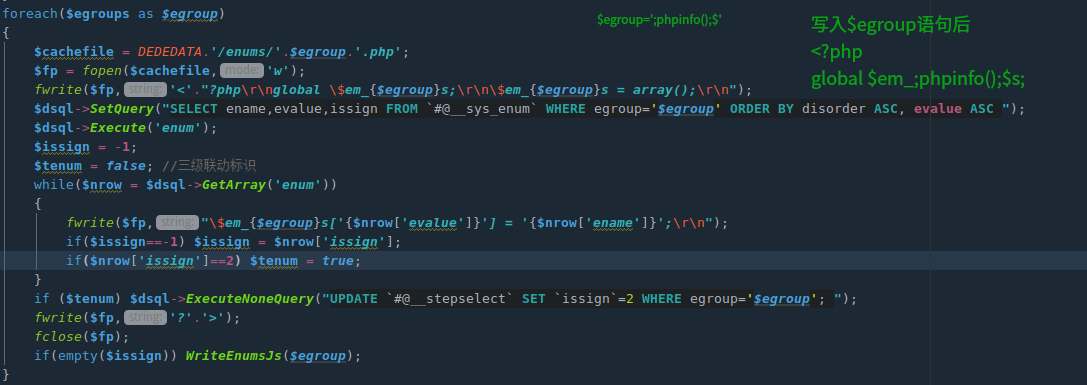 foreach($egroups as $egroup)
$egroup=';phpinfo();$'
写入$egroup语句后
<?php
global $em_;phpinfo();$s;
{
$cachefile = DEDEDATA.'/enums/'.$egroup.'.php';
$fp = fopen($cachefile, mode: 'w');
fwrite($fp, string: '<'."?php\r\nglobal \$em_{$egroup}s;\r\n\$em_{$egroup}s = array();\r\n");
$dsql->SetQuery("SELECT ename,evalue,issign FROM `#@__sys_enum` WHERE egroup='$egroup' ORDER BY disorder ASC, evalue ASC ");
$dsql->Execute('enum');
$issign = -1;
$tenum = false; //三级联动标识
while($nrow = $dsql->GetArray('enum'))
{
fwrite($fp, string: "\$em_{$egroup}s['{$nrow['evalue']}'] = '{$nrow['ename']}';\r\n");
if($issign==-1) $issign = $nrow['issign'];
if($nrow['issign']==2) $tenum = true;
}
if ($tenum) $dsql->ExecuteNoneQuery("UPDATE `#@__stepselect` SET `issign`=2 WHERE egroup='$egroup'; ");
fwrite($fp, string: '?'.'>');
fclose($fp);
if(empty($issign)) WriteEnumsJs($egroup);
}